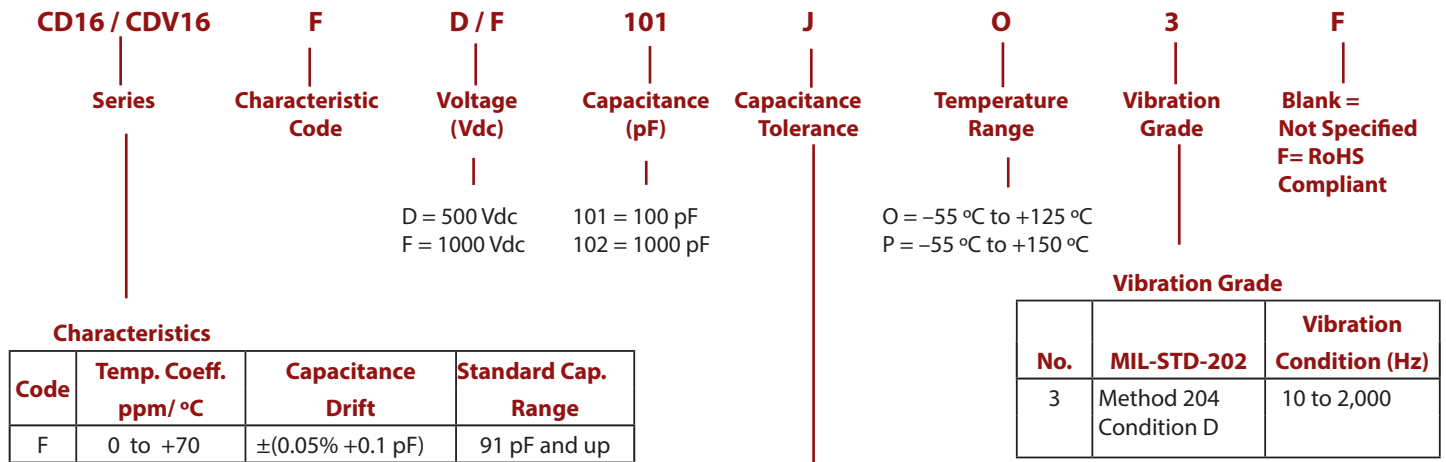 CD16 / CDV16 F D / F 101 J O 3 F
Series Characteristic Voltage Capacitance Capacitance Temperature Vibration Blank =
Code (Vdc) (pF) Tolerance Range Grade Not Specified
F= RoHS
Compliant
D = 500 Vdc 101 = 100 pF O = –55 ºC to +125 ºC
F = 1000 Vdc 102 = 1000 pF P = –55 ºC to +150 ºC
Vibration Grade
Vibration
No. MIL-STD-202 Condition (Hz)
3 Method 204 10 to 2,000
Condition D
Characteristics
Code Temp. Coeff. Capacitance Standard Cap.
ppm/ ºC Drift Range
F 0 to +70 ±(0.05% +0.1 pF) 91 pF and up